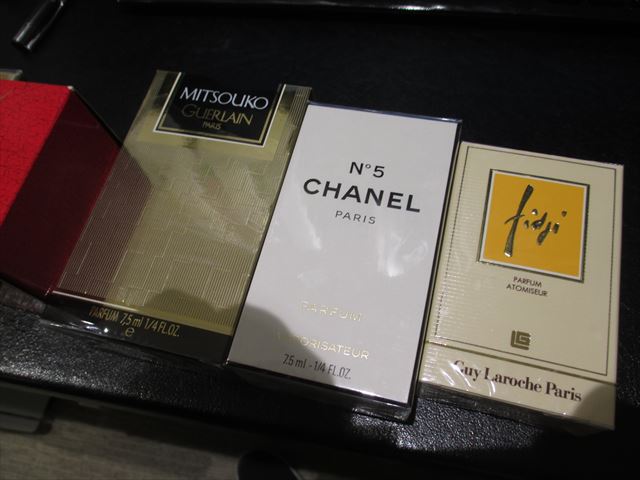 MITSOUKO
GUERLAIN
PARIS
PARFUM 7,5 ml 1/4 FL.OZ.
e
N°5
CHANEL
PARIS
PARFUM
VAPORISATEUR
7.5 ml - 1/4 FL.OZ.
fidji
PARFUM
ATOMISEUR
LG
Guy Laroche Paris